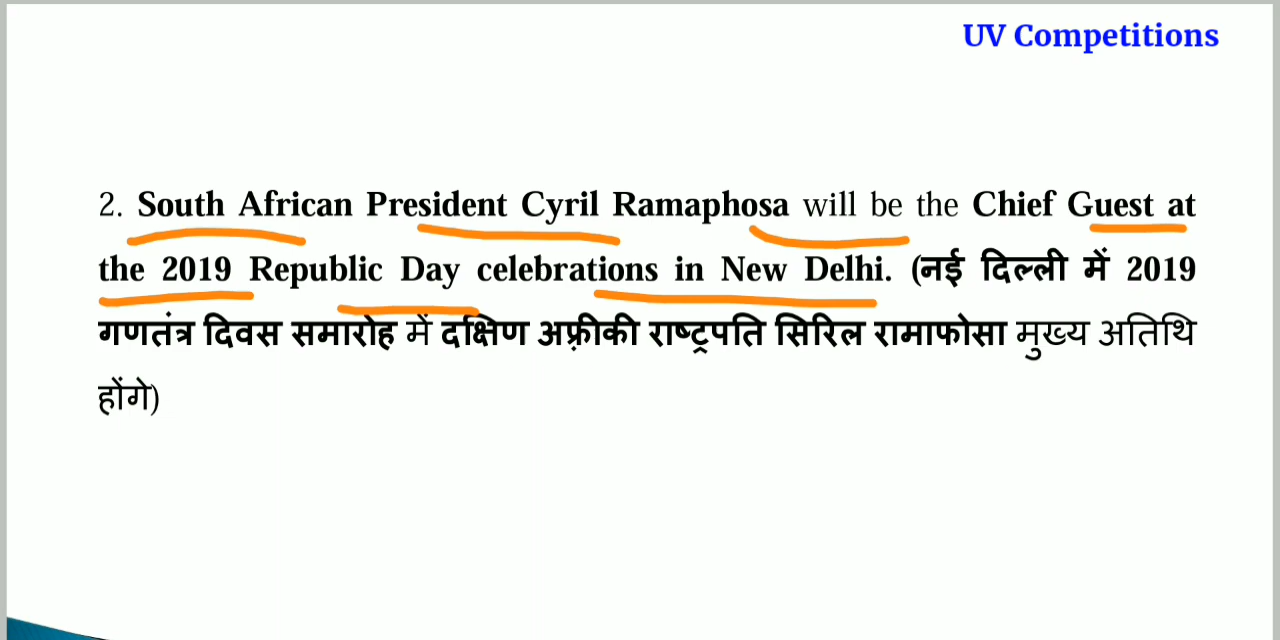 UV Competitions
2. South African President Cyril Ramaphosa will be the Chief Guest at
the 2019 Republic Day celebrations in New Delhi. (नई दिल्ली में 2019
गणतंत्र दिवस समारोह में दक्षिण अफ़्रीकी राष्ट्रपति सिरिल रामाफोसा मुख्य अतिथि
होंगे)